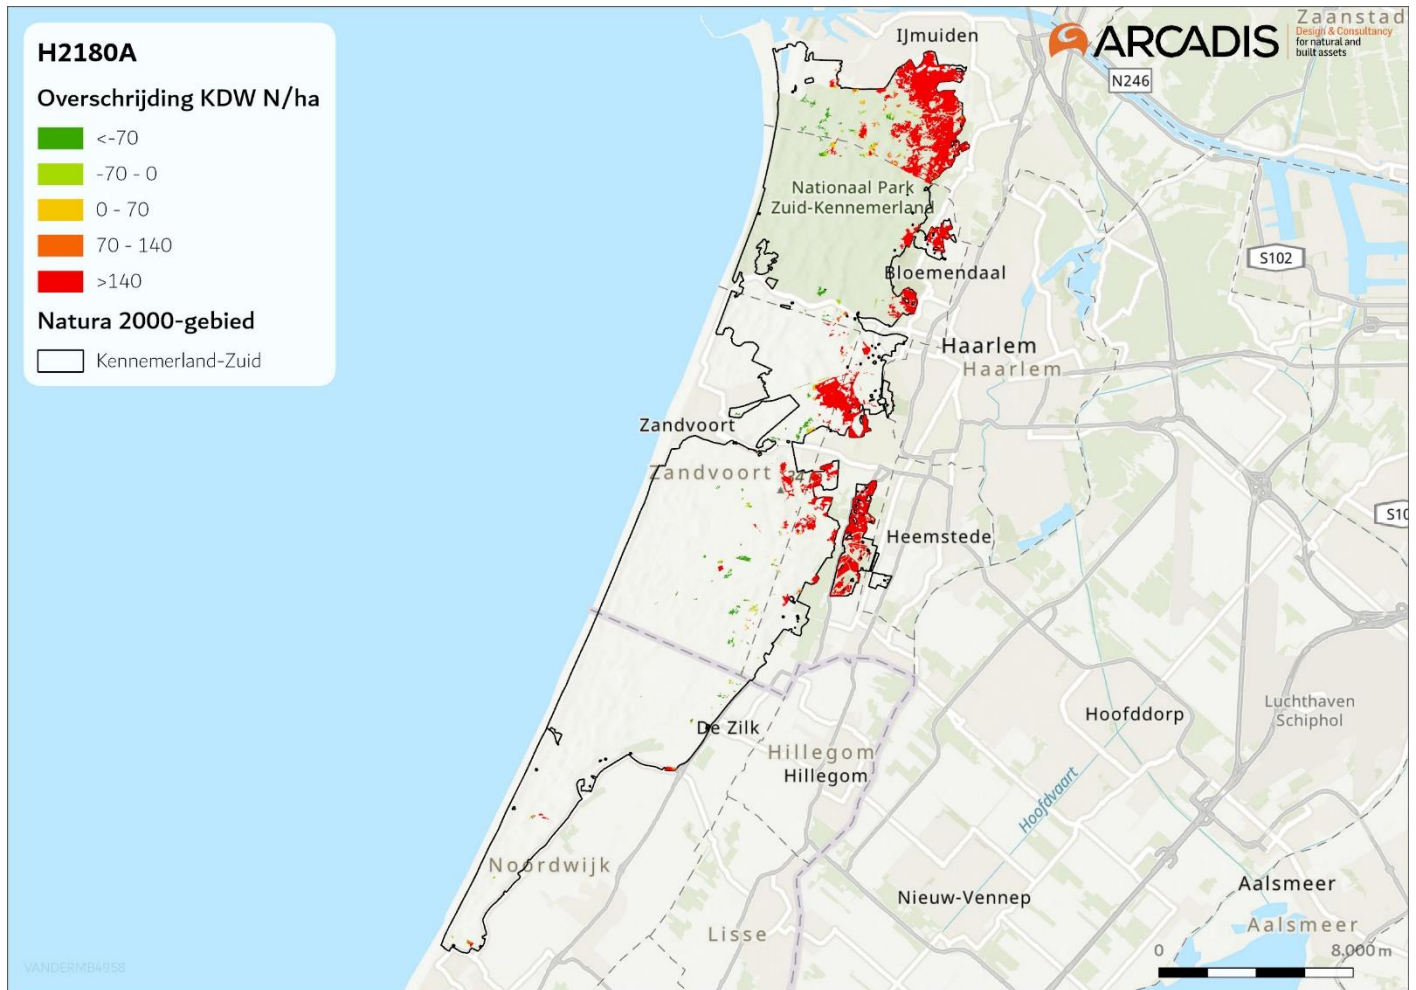 H2180A
Overschrijding KDW N/ha
<-70
-70 - 0
0 - 70
70 - 140
>140
Natura 2000-gebied
Kennemerland-Zuid
ARCADIS
Design & Consultancy
for natural and
built assets
Zaanstad
IJmuiden
N246
Nationaal Park
Zuid-Kennemerland
S102
Bloemendaal
Haarlem
Haarlem
Zandvoort
Zandvoort
Heemstede
S10
Luchthaven
Schiphol
Hoofddorp
De Zilk
Hillegom
Hillegom
Hoofdvaart
Noordwijk
Nieuw-Vennep
Aalsmeer
Aalsmeer
Lisse
0 8.000 m
VANDERMB4958